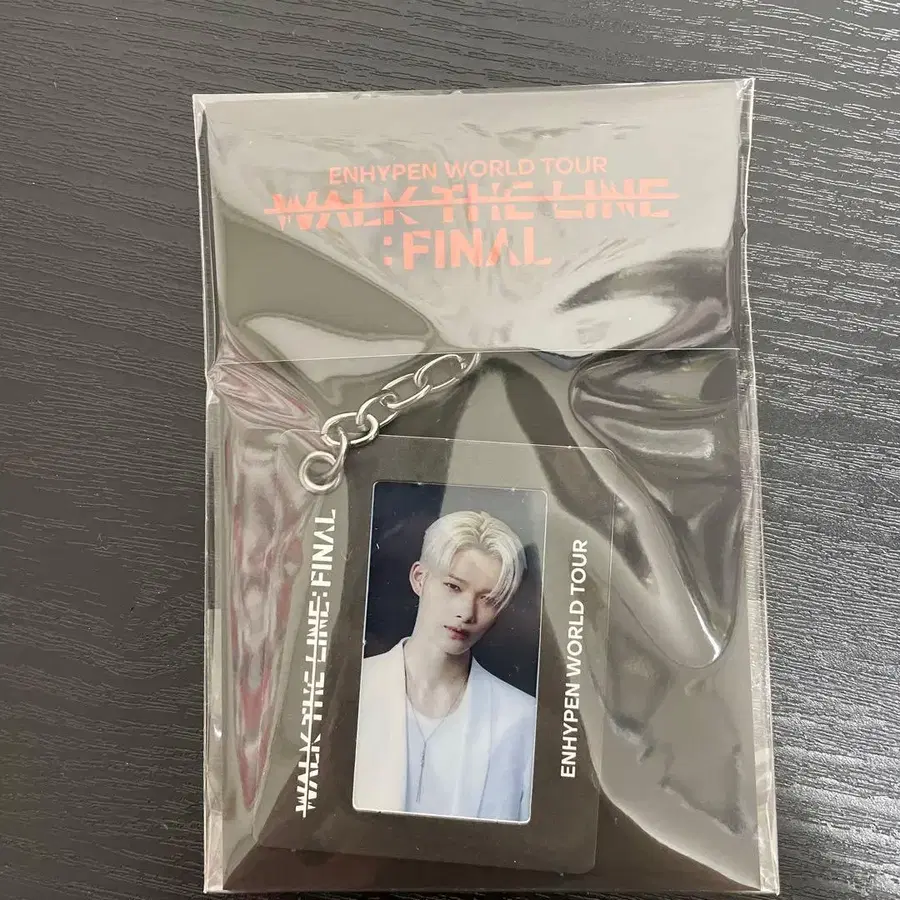 ENHYPEN WORLD TOUR
WALK THE LINE
:FINAL
WALK THE LINE:FINAL
ENHYPEN WORLD TOUR